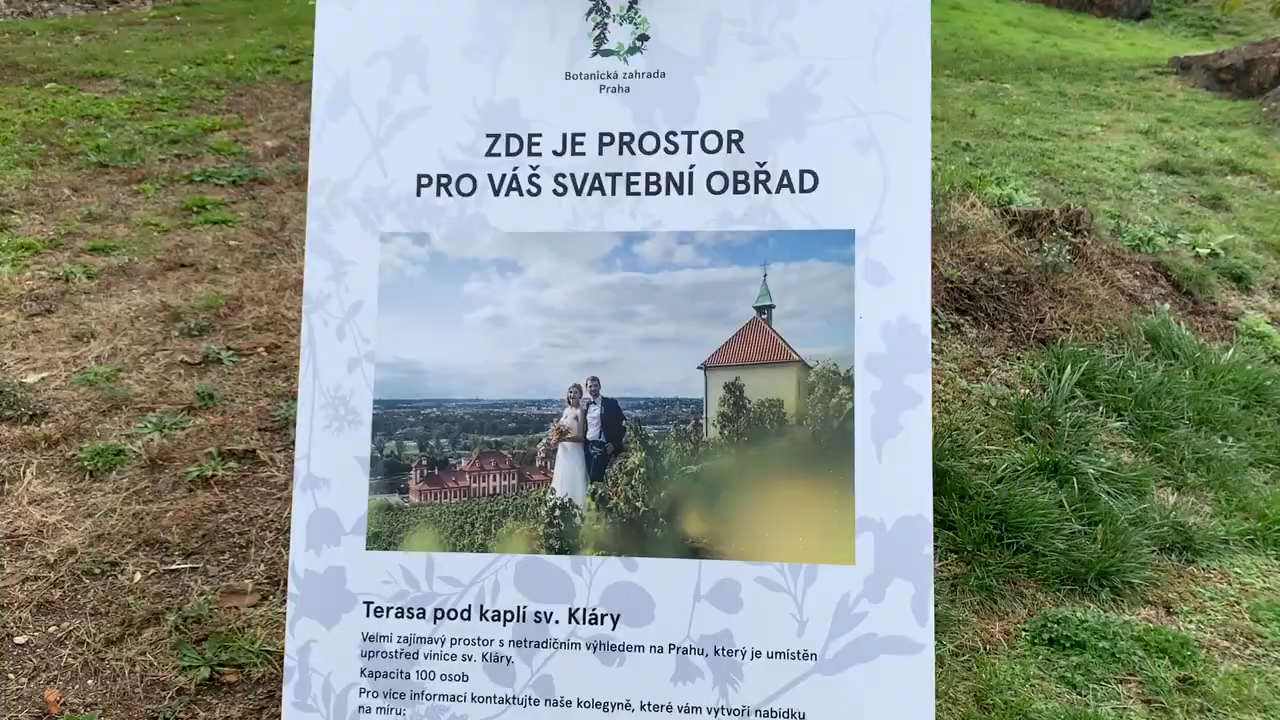 Botanická zahrada
Praha
ZDE JE PROSTOR
PRO VÁŠ SVATEBNÍ OBŘAD
Terasa pod kaplí sv. Kláry
Velmi zajímavý prostor s netradičním výhledem na Prahu, který je umístěn
uprostřed vinice sv. Kláry.
Kapacita 100 osob
Pro více informací kontaktujte naše kolegyně, které vám vytvoří nabídku
na míru: